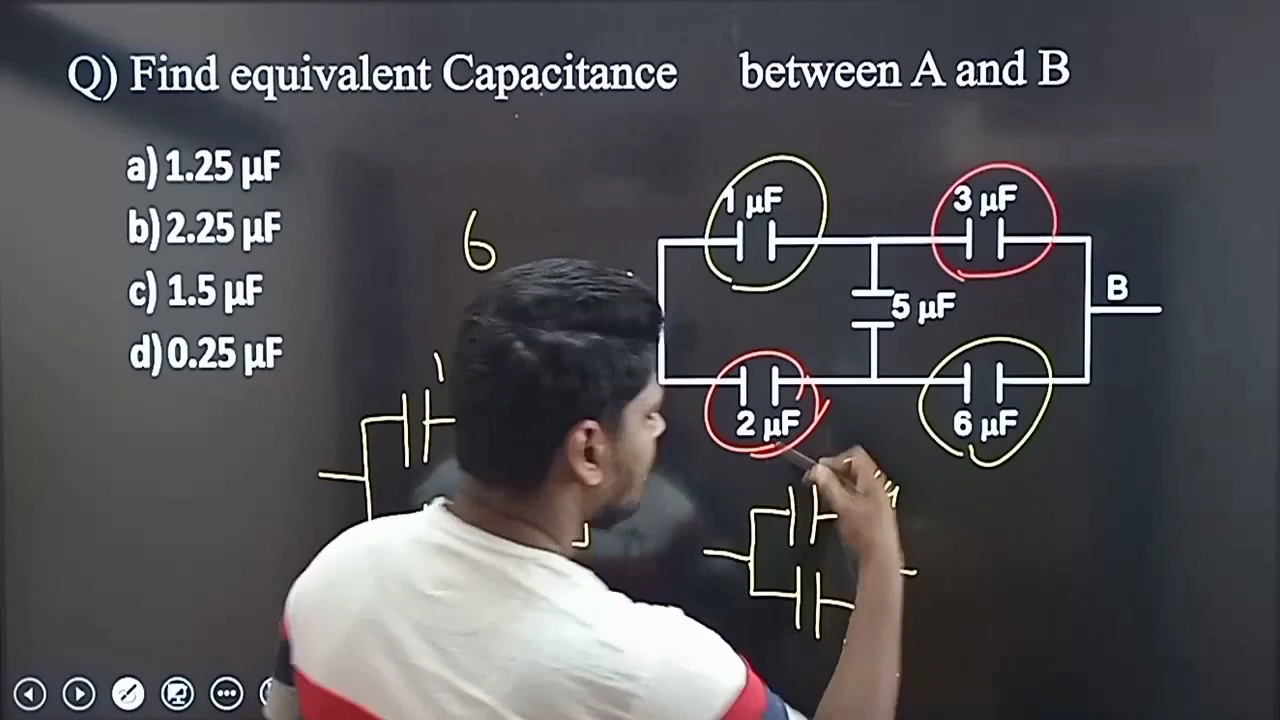 Q) Find equivalent Capacitance between A and B
a) 1.25 µF
b) 2.25 µF
c) 1.5 µF
d) 0.25 µF
6
1 µF
3 µF
B
5 µF
2 µF
6 µF